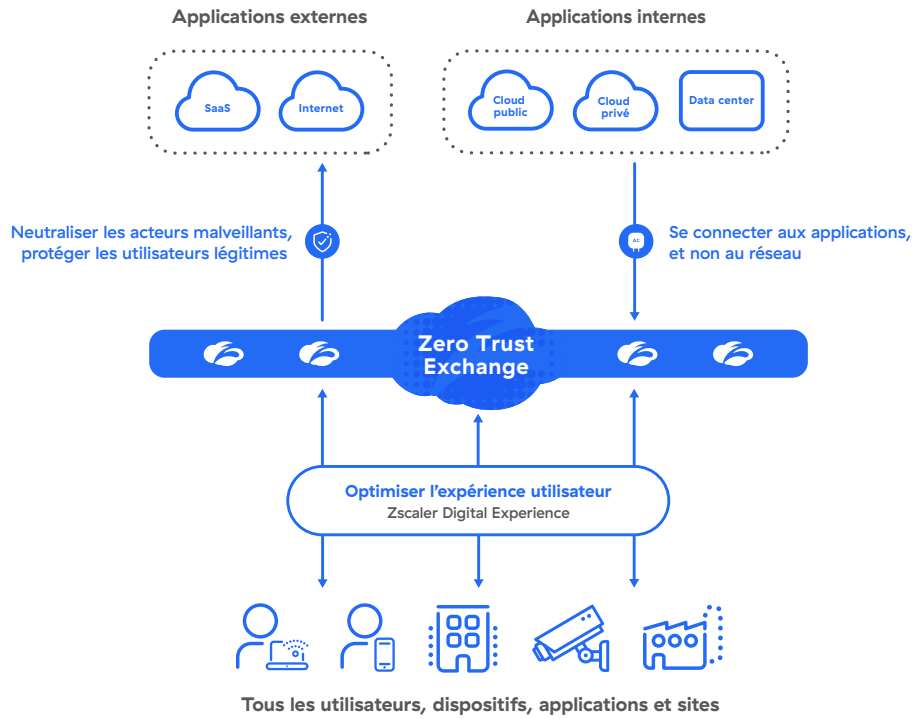 Applications externes
Applications internes
SaaS
Internet
Cloud
public
Cloud
privé
Data center
Neutraliser les acteurs malveillants,
protéger les utilisateurs légitimes
AC
Se connecter aux applications,
et non au réseau
Zero Trust
Exchange
Optimiser l’expérience utilisateur
Zscaler Digital Experience
Tous les utilisateurs, dispositifs, applications et sites